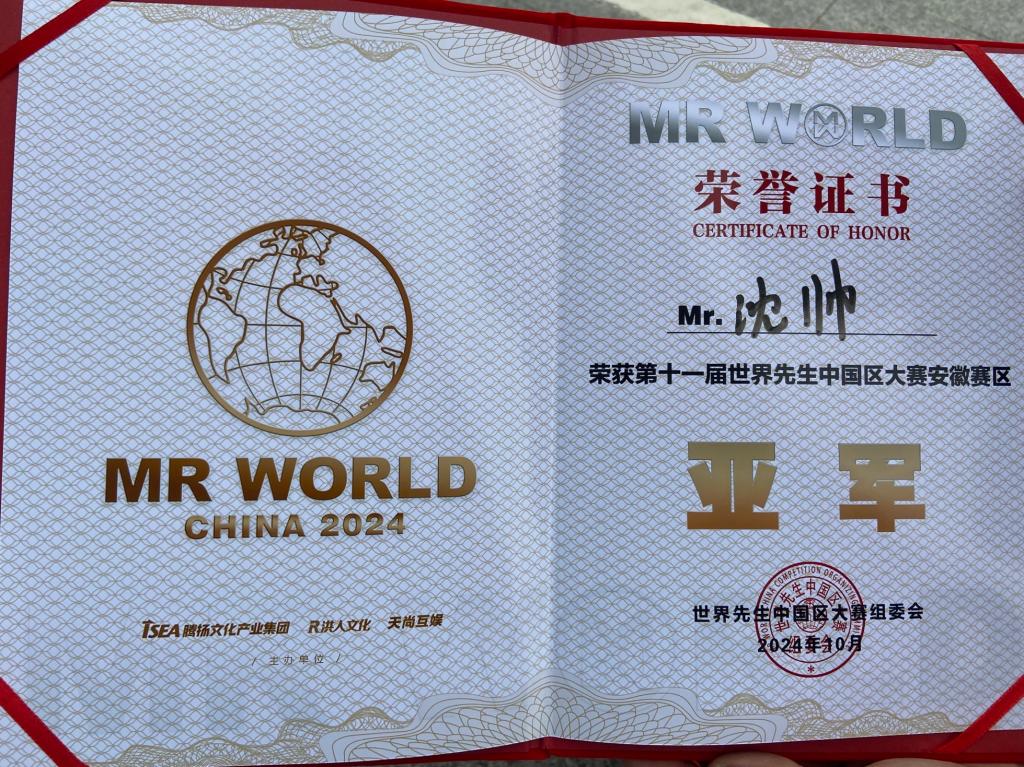 MR WORLD
CHINA 2024
TSEA 腾扬文化产业集团 R洪人文化 天尚互娱
/ 主办单位 /
MR WORLD
荣誉证书
CERTIFICATE OF HONOR
Mr. 沈帅
荣获第十一届世界先生中国区大赛安徽赛区
亚军
世界先生中国区大赛组委会
2024年10月